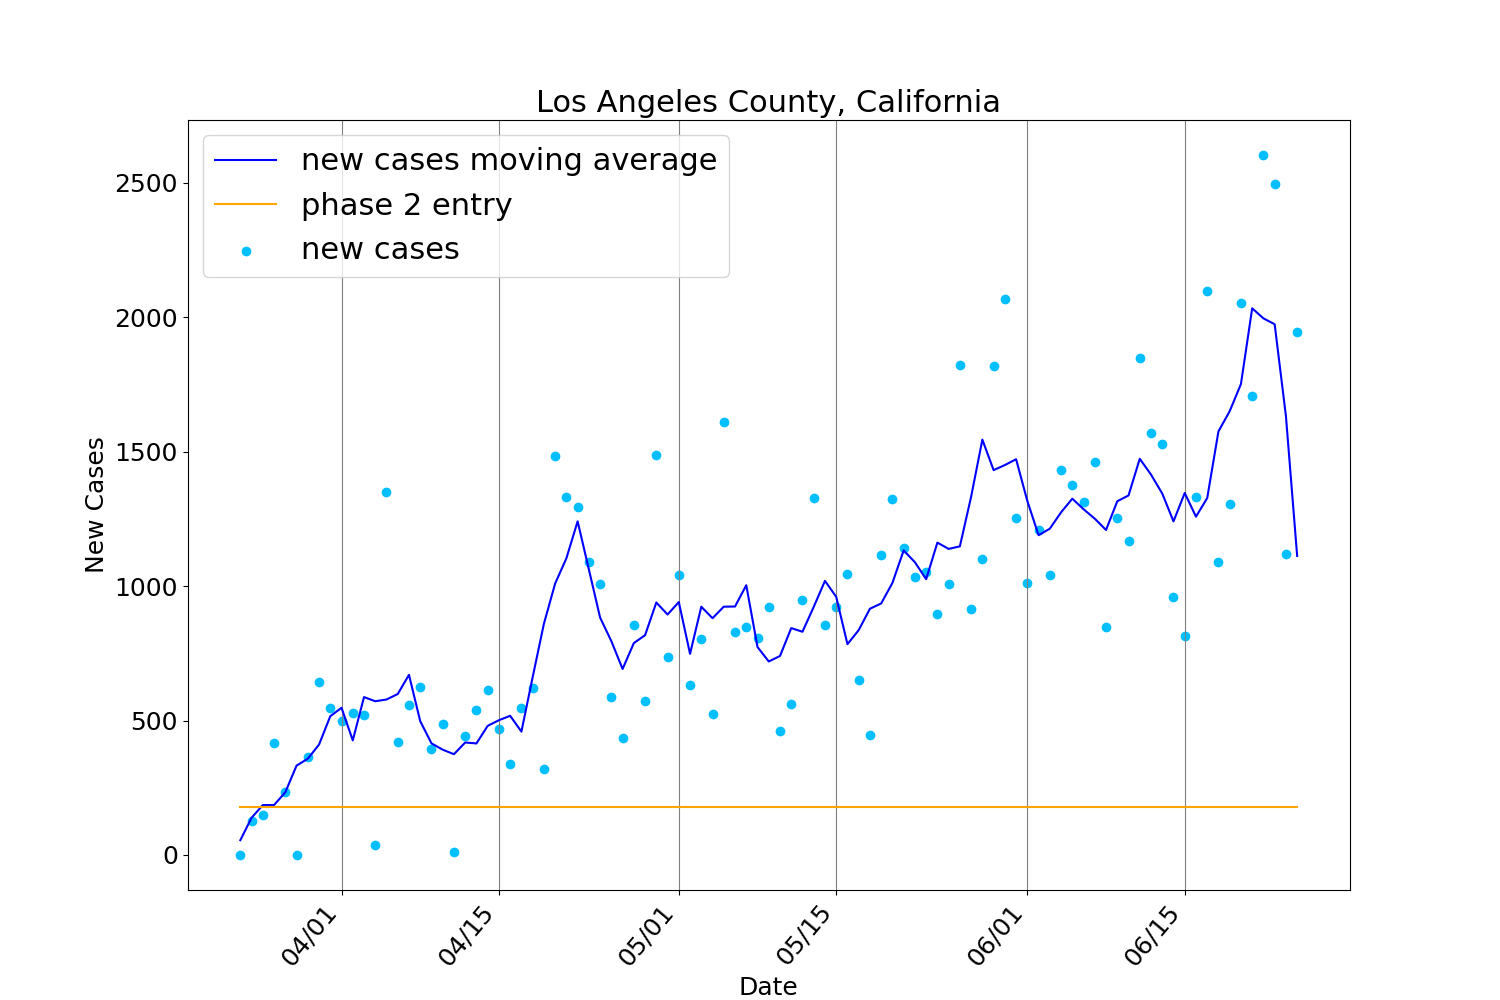 Los Angeles County, California
new cases moving average
phase 2 entry
new cases
2500
2000
1500
1000
500
0
New Cases
04/01
04/15
05/01
05/15
06/01
06/15
Date